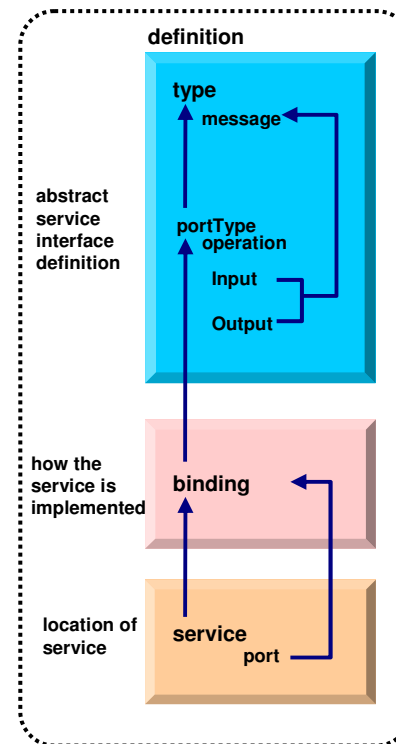 definition
type
message
abstract
service
interface
definition
portType
operation
Input
Output
how the
service is
implemented
binding
location of
service
service
port